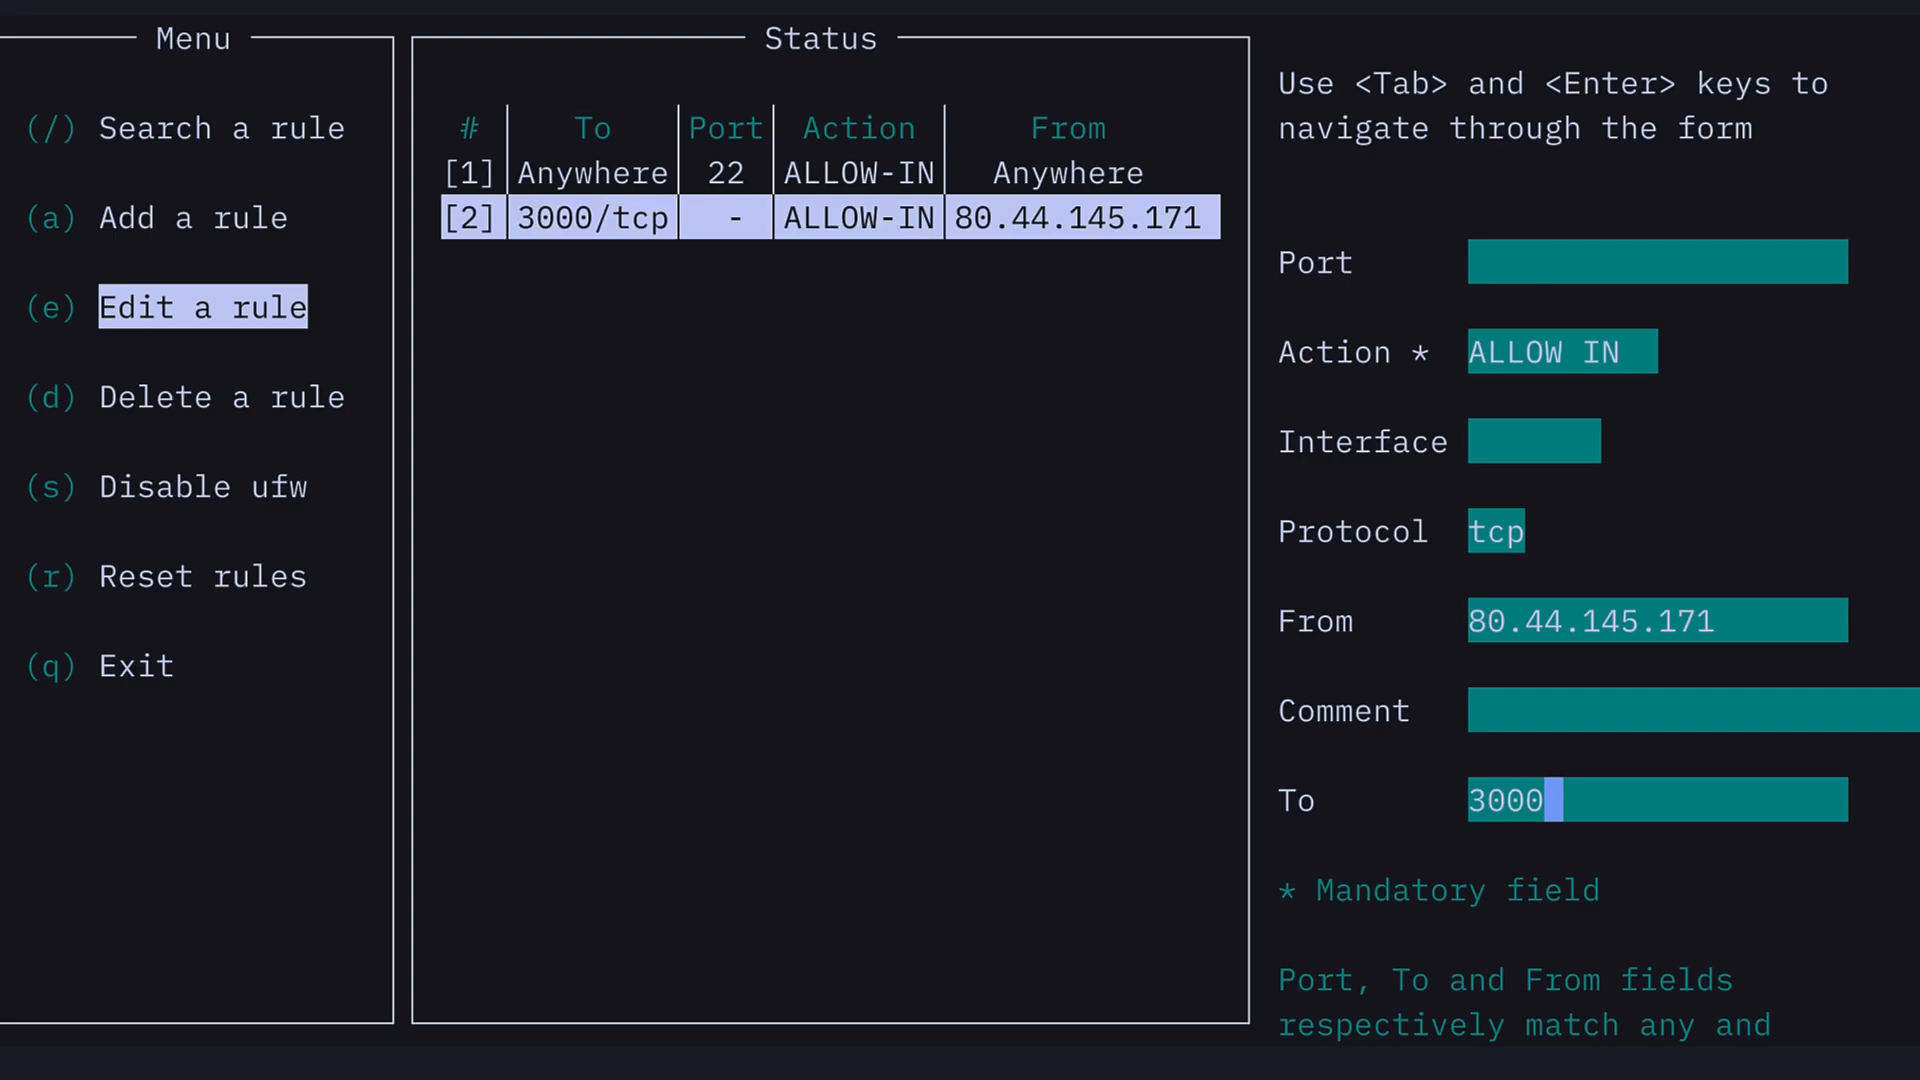 Menu
(/) Search a rule
(a) Add a rule
(e) Edit a rule
(d) Delete a rule
(s) Disable ufw
(r) Reset rules
(q) Exit
Status
# To Port Action From
[1] Anywhere 22 ALLOW-IN Anywhere
[2] 3000/tcp - ALLOW-IN 80.44.145.171
Use <Tab> and <Enter> keys to
navigate through the form
Port
Action * ALLOW IN
Interface
Protocol tcp
From 80.44.145.171
Comment
To 3000
* Mandatory field
Port, To and From fields
respectively match any and